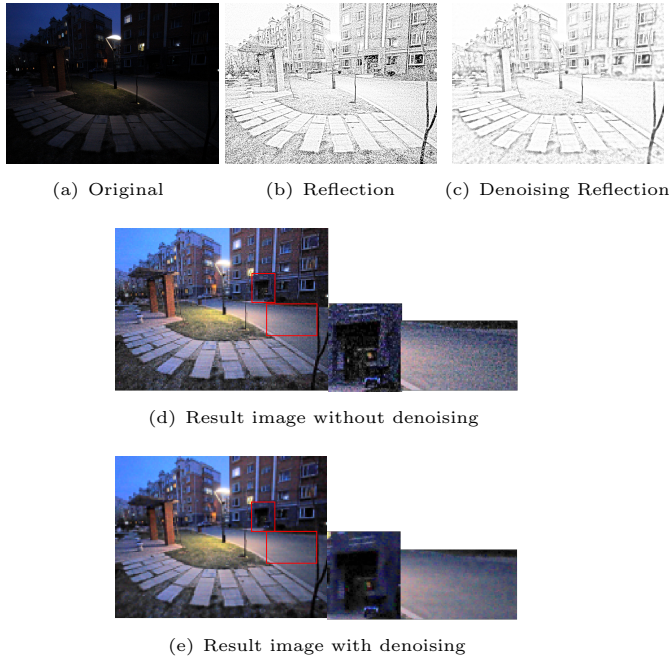 (a) Original
(b) Reflection
(c) Denoising Reflection
(d) Result image without denoising
(e) Result image with denoising